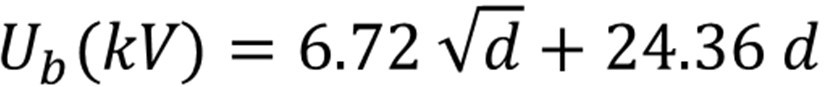 U_b(kV) = 6.72 √d + 24.36 d